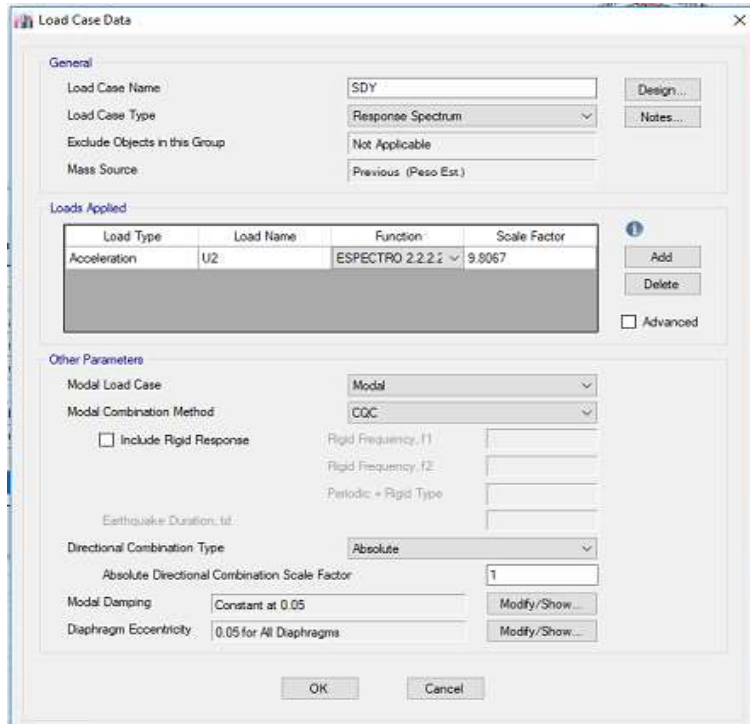 Load Case Data
General
Load Case Name SDY Design...
Load Case Type Response Spectrum Notes...
Exclude Objects in this Group Not Applicable
Mass Source Previous (Peso Est.)
Loads Applied
Load Type Load Name Function Scale Factor
Acceleration U2 ESPECTRO 2.2.2.2 9.8067 Add
Delete
Advanced
Other Parameters
Modal Load Case Modal
Modal Combination Method CQC
Include Rigid Response Rigid Frequency, f1
Rigid Frequency, f2
Periodic + Rigid Type
Earthquake Duration, td
Directional Combination Type Absolute
Absolute Directional Combination Scale Factor 1
Modal Damping Constant at 0.05 Modify/Show...
Diaphragm Eccentricity 0.05 for All Diaphragms Modify/Show...
OK Cancel